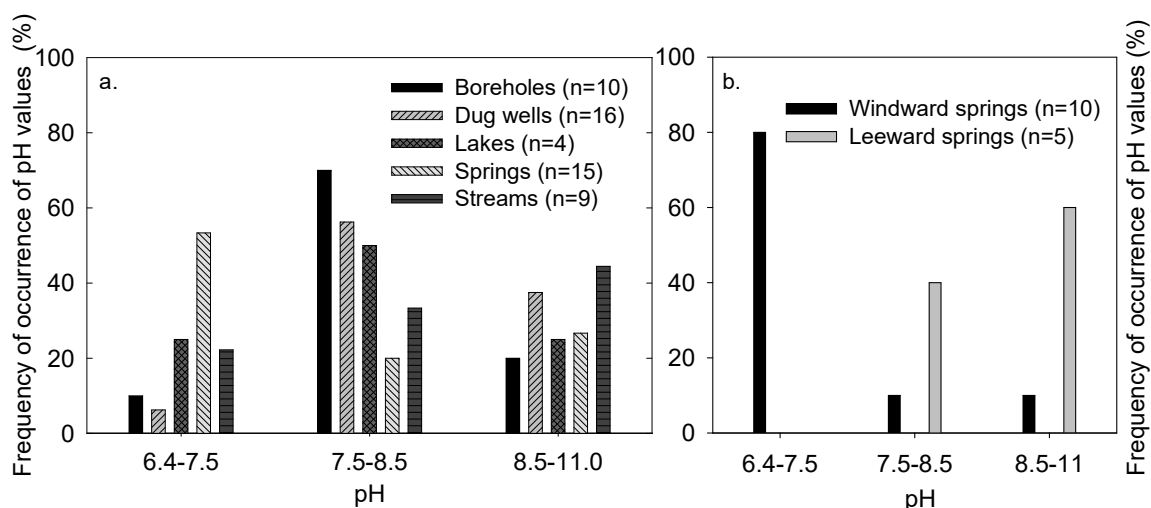 Frequency of occurrence of pH values (%)
100
80
60
40
20
0
a.
Boreholes (n=10)
Dug wells (n=16)
Lakes (n=4)
Springs (n=15)
Streams (n=9)
6.4-7.5
7.5-8.5
8.5-11.0
pH
100
80
60
40
20
0
b.
Windward springs (n=10)
Leeward springs (n=5)
6.4-7.5
7.5-8.5
8.5-11
pH
Frequency of occurrence of pH values (%)